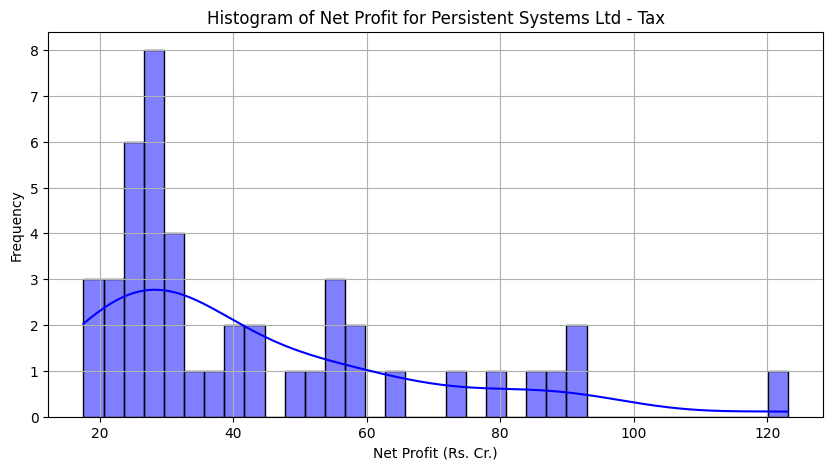 Histogram of Net Profit for Persistent Systems Ltd - Tax
8
7
6
5
4
3
2
1
0
Frequency
20 40 60 80 100 120
Net Profit (Rs. Cr.)